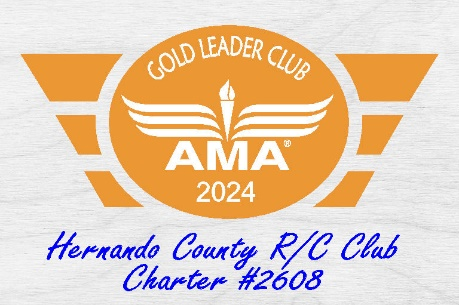 GOLD LEADER CLUB
AMA®
2024
Hernando County R/C Club
Charter #2608